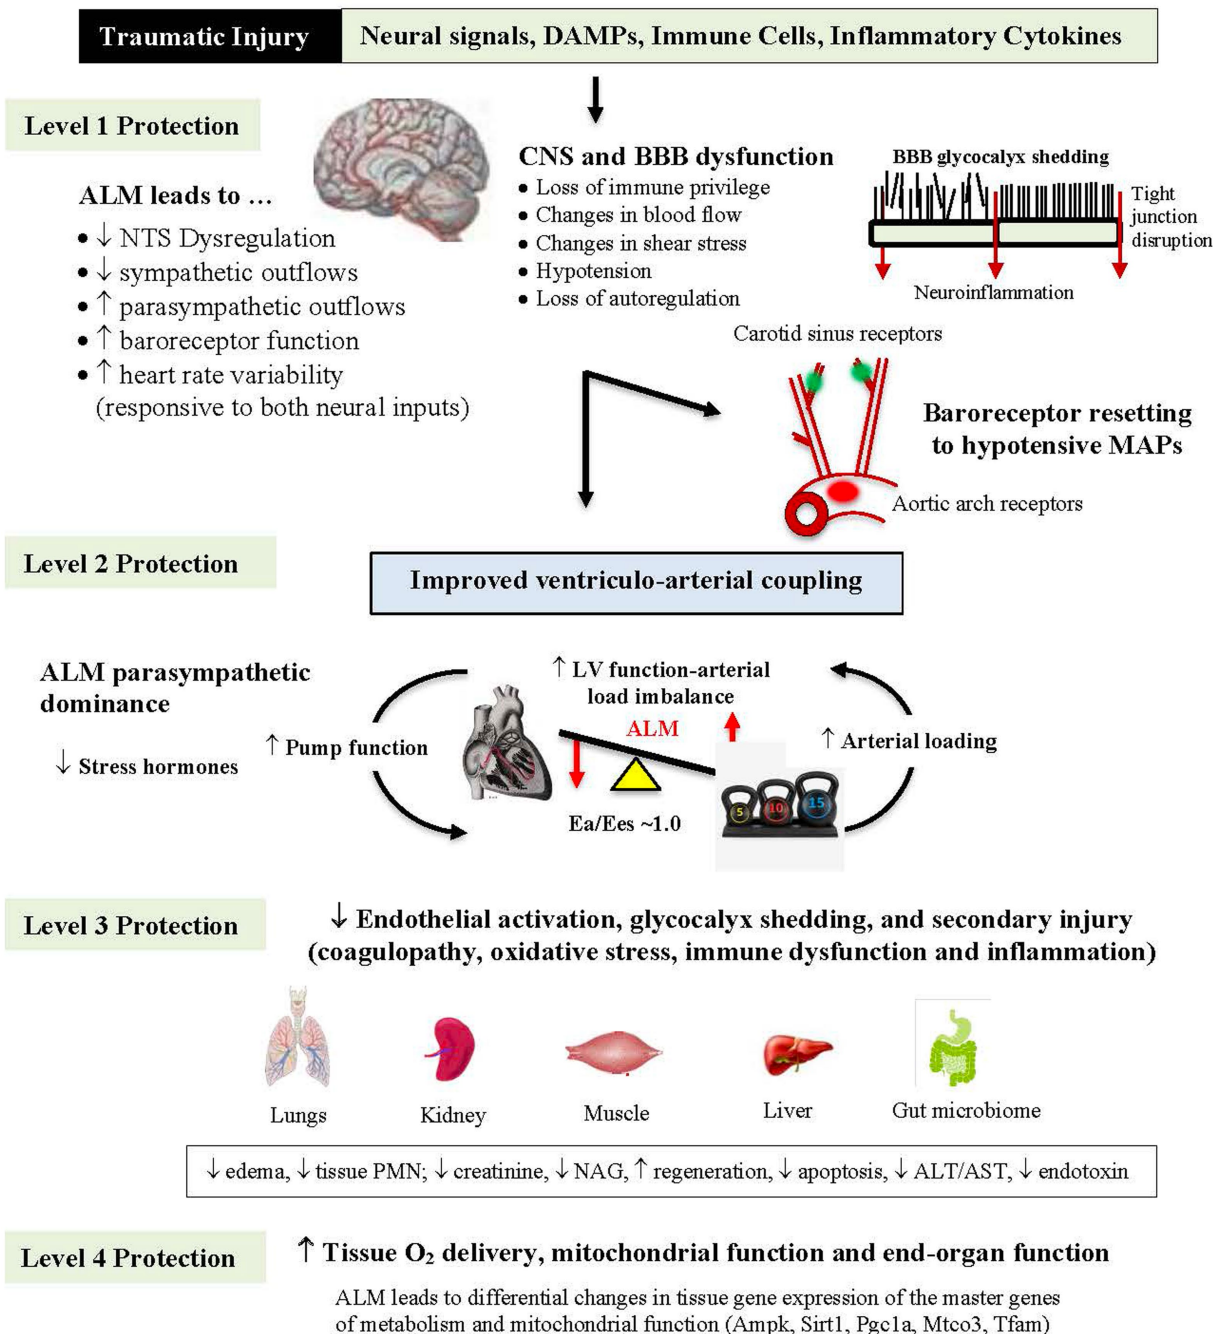 Traumatic Injury
Neural signals, DAMPs, Immune Cells, Inflammatory Cytokines
Level 1 Protection
ALM leads to ...
• ↓ NTS Dysregulation
• ↓ sympathetic outflows
• ↑ parasympathetic outflows
• ↑ baroreceptor function
• ↑ heart rate variability
(responsive to both neural inputs)
CNS and BBB dysfunction
• Loss of immune privilege
• Changes in blood flow
• Changes in shear stress
• Hypotension
• Loss of autoregulation
BBB glycocalyx shedding
Tight
junction
disruption
Neuroinflammation
Carotid sinus receptors
Baroreceptor resetting
to hypotensive MAPs
Aortic arch receptors
Level 2 Protection
Improved ventriculo-arterial coupling
ALM parasympathetic
dominance
↓ Stress hormones
↑ Pump function
↑ LV function-arterial
load imbalance
ALM
Ea/Ees ~1.0
5
10
15
↑ Arterial loading
Level 3 Protection
↓ Endothelial activation, glycocalyx shedding, and secondary injury
(coagulopathy, oxidative stress, immune dysfunction and inflammation)
Lungs
Kidney
Muscle
Liver
Gut microbiome
↓ edema, ↓ tissue PMN; ↓ creatinine, ↓ NAG, ↑ regeneration, ↓ apoptosis, ↓ ALT/AST, ↓ endotoxin
Level 4 Protection
↑ Tissue O₂ delivery, mitochondrial function and end-organ function
ALM leads to differential changes in tissue gene expression of the master genes
of metabolism and mitochondrial function (Ampk, Sirt1, Pgc1a, Mtco3, Tfam)